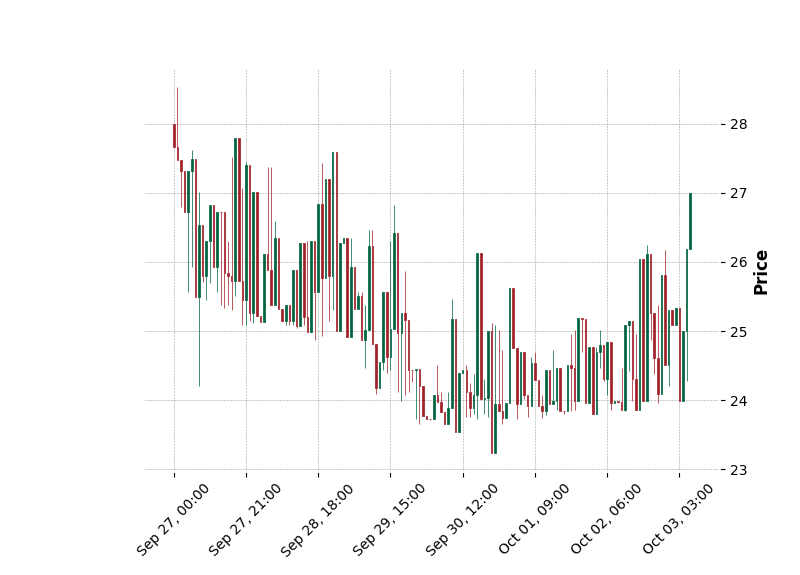 28
27
26
25
24
23
Price
Sep 27, 00:00
Sep 27, 21:00
Sep 28, 18:00
Sep 29, 15:00
Sep 30, 12:00
Oct 01, 09:00
Oct 02, 06:00
Oct 03, 03:00